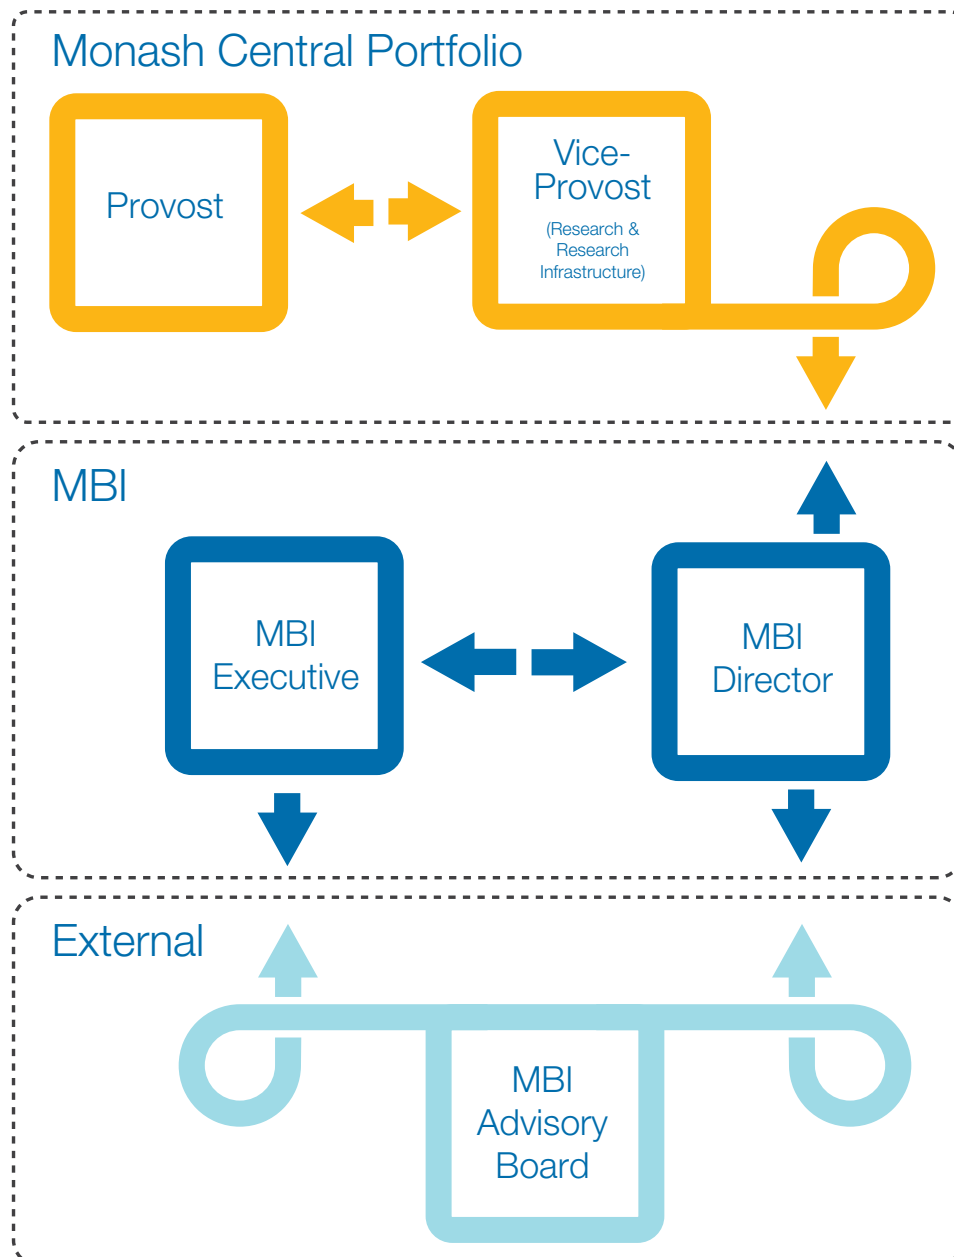 Monash Central Portfolio
Provost
Vice-
Provost
(Research &
Research
Infrastructure)
MBI
MBI
Executive
MBI
Director
External
MBI
Advisory
Board